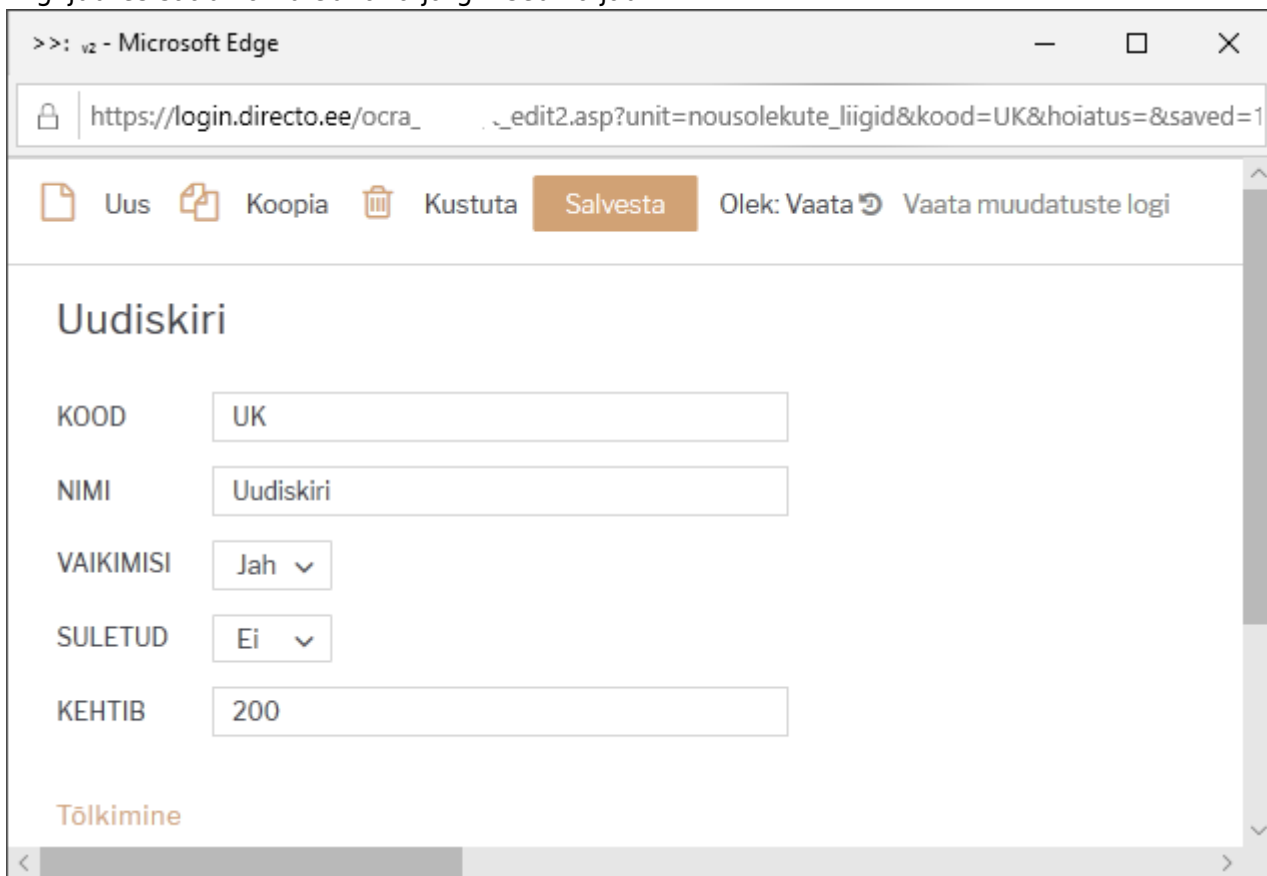 >>: v2 - Microsoft Edge
https://login.directo.ee/ocra_ _edit2.asp?unit=nousolekute_liigid&kood=UK&hoiatus=&saved=1
Uus Koopia Kustuta Salvesta Olek: Vaata Vaata muudatuste logi
Uudiskiri
KOOD UK
NIMI Uudiskiri
VAIKIMISI Jah
SULETUD Ei
KEHTIB 200
Tõlkimine